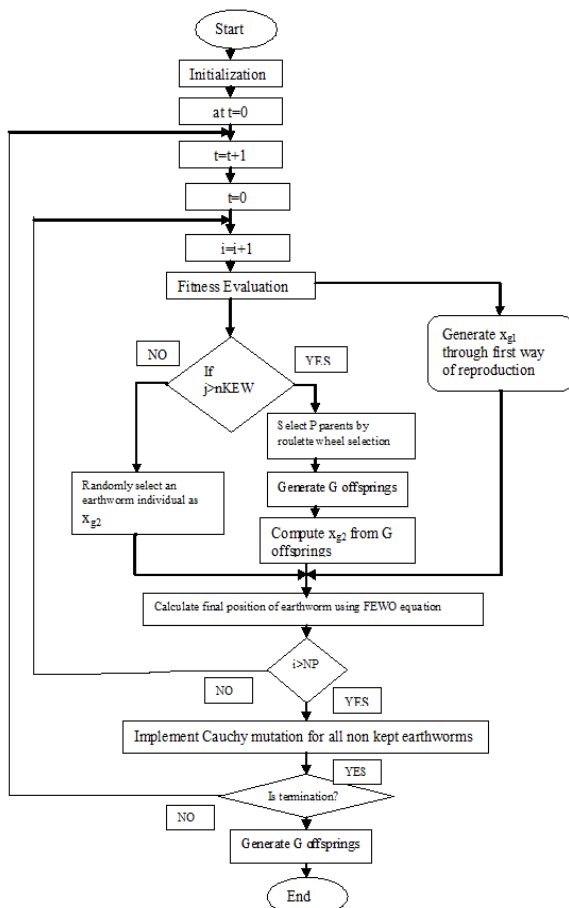 Start
Initialization
at t=0
t=t+1
t=0
i=i+1
Fitness Evaluation
Generate xg1
through first way
of reproduction
NO
YES
If
j>nKEW
Select P parents by
roulette wheel selection
Randomly select an
earthworm individual as
xg2
Generate G offsprings
Compute xg2 from G
offsprings
Calculate final position of earthworm using FEWO equation
i>NP
NO
YES
Implement Cauchy mutation for all non kept earthworms
YES
Is termination?
NO
Generate G offsprings
End